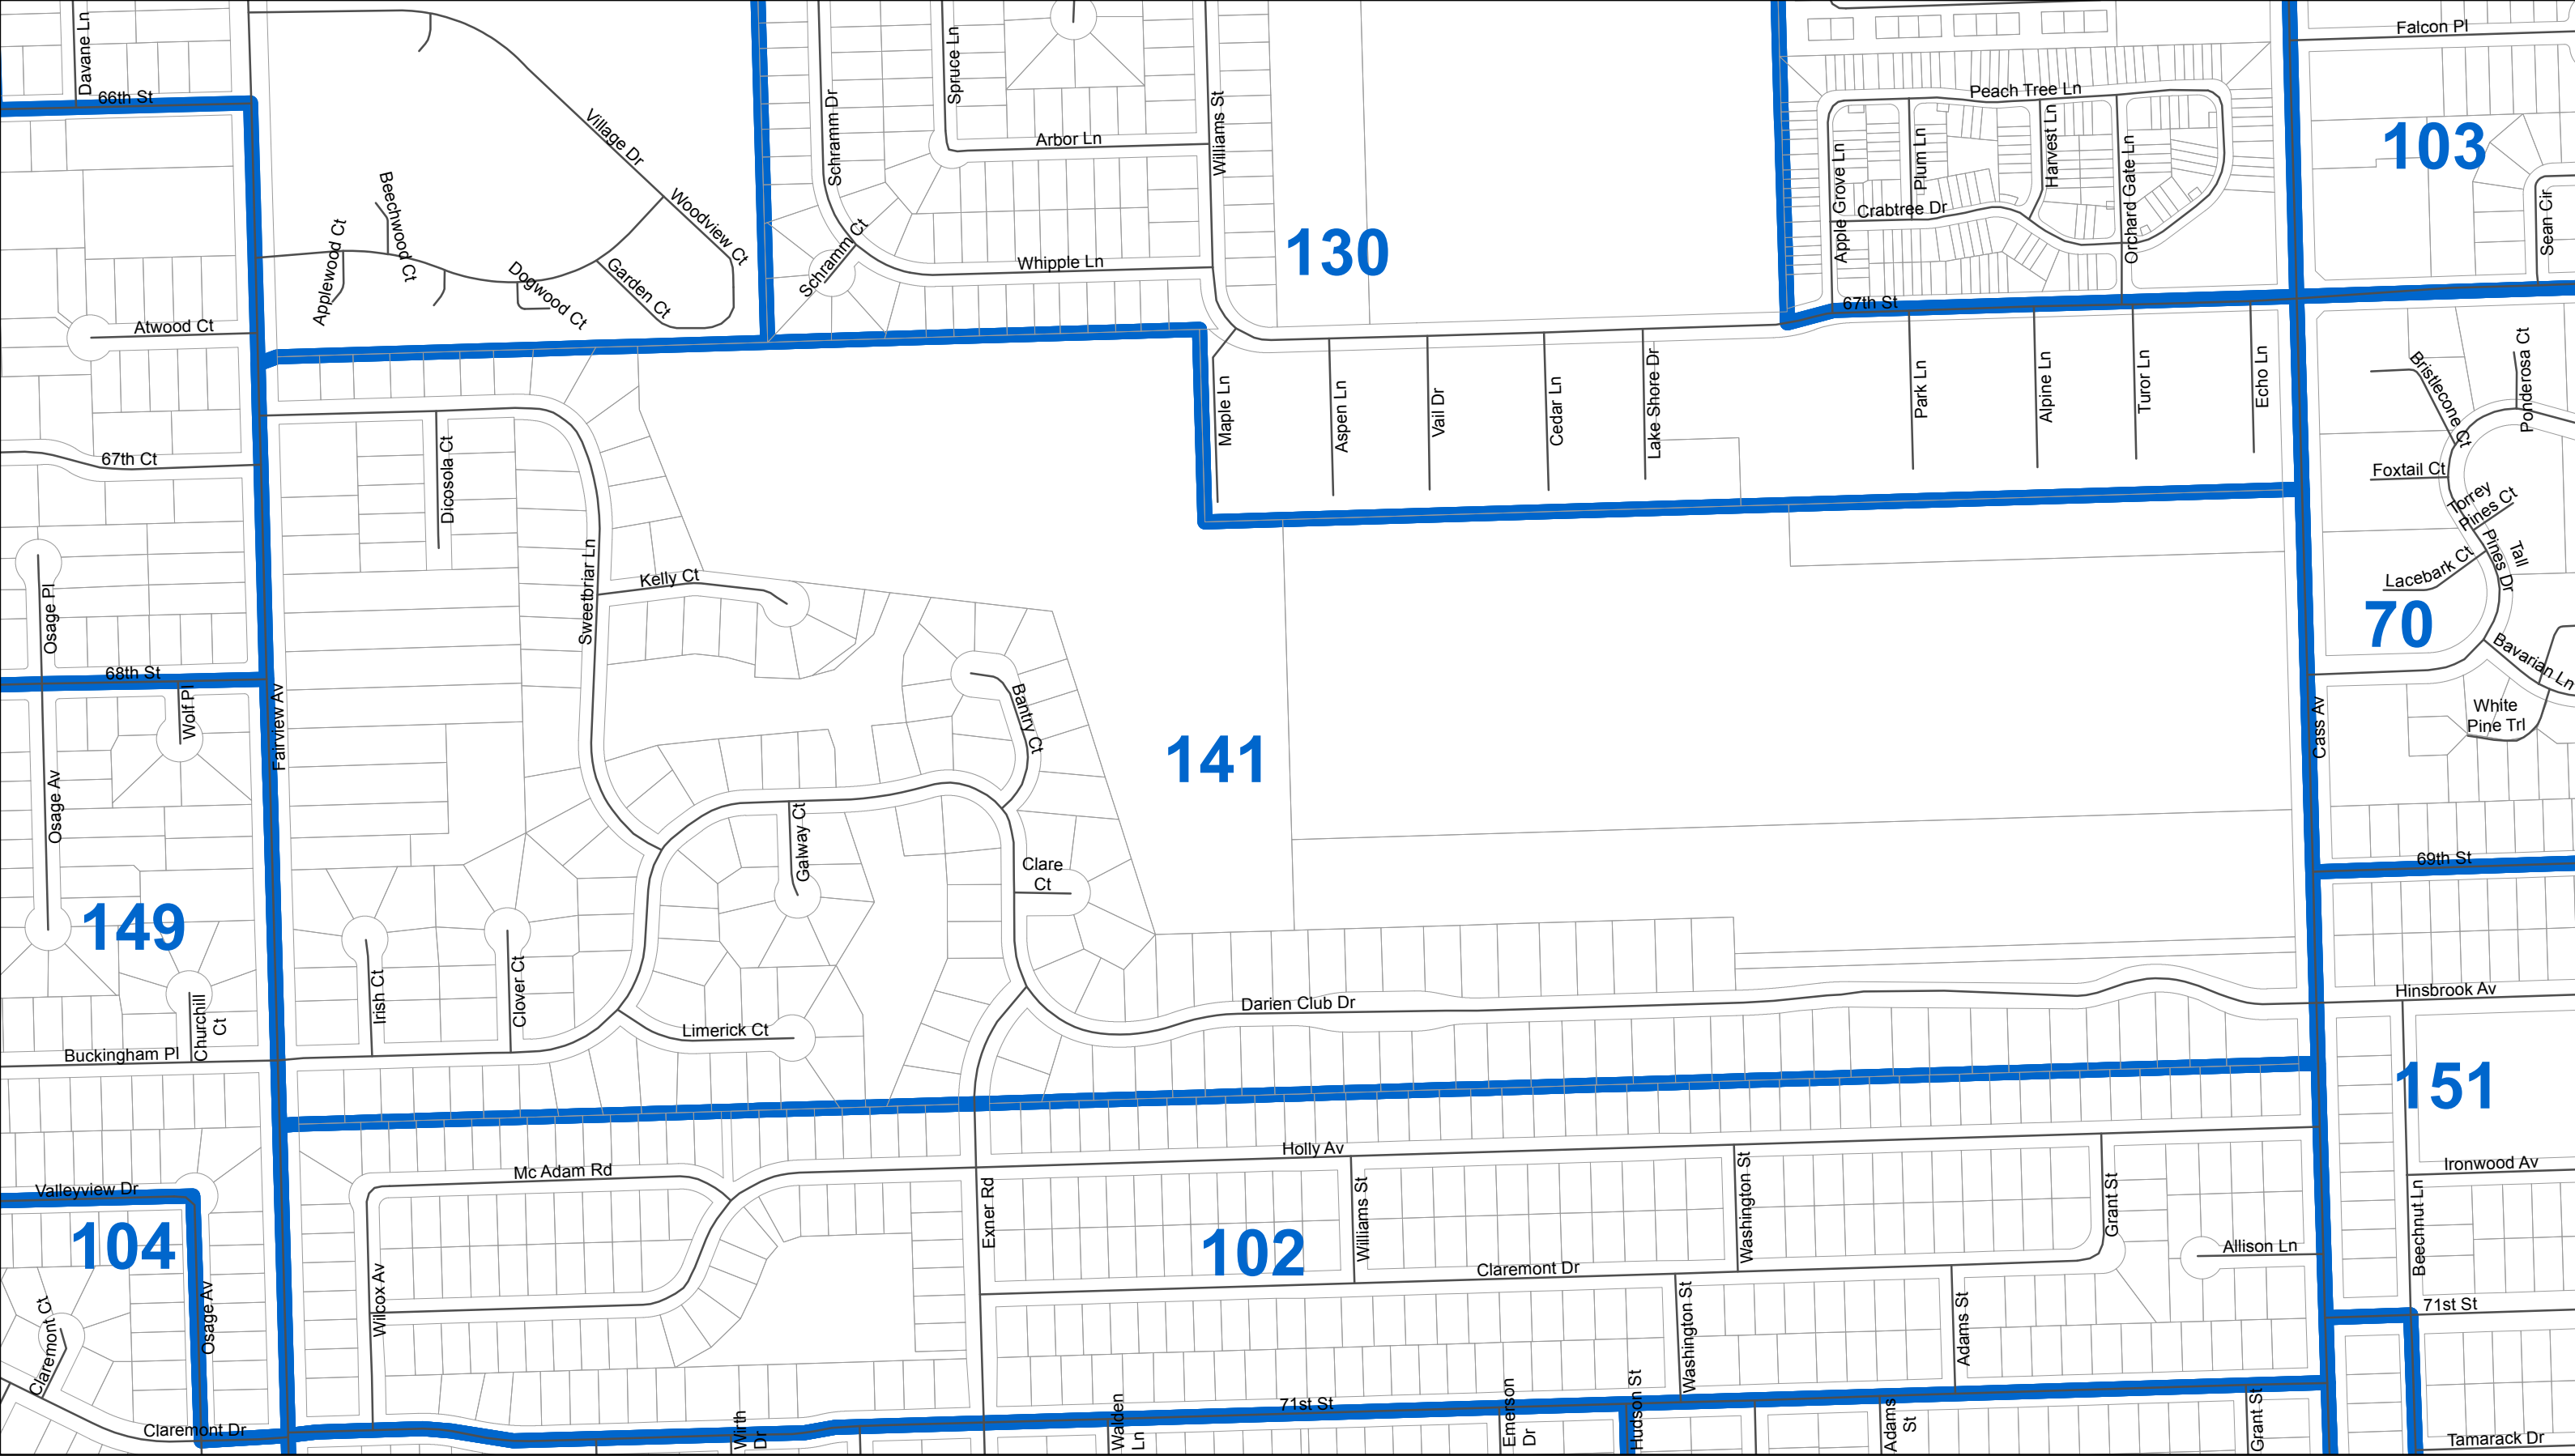 Davane Ln
66th St
Village Dr
Woodview Ct
Beechwood Ct
Applewood Ct
Dogwood Ct
Garden Ct
Schramm Dr
Schramm Ct
Spruce Ln
Arbor Ln
Williams St
Whipple Ln
130
Peach Tree Ln
Apple Grove Ln
Plum Ln
Harvest Ln
Orchard Gate Ln
Crabtree Dr
67th St
Falcon Pl
103
Sean Cir
Atwood Ct
67th Ct
Dicosola Ct
Maple Ln
Aspen Ln
Vail Dr
Cedar Ln
Lake Shore Dr
Park Ln
Alpine Ln
Turor Ln
Echo Ln
Bristlecone Ct
Ponderosa Ct
Foxtail Ct
Torrey
Pines Ct
Tall
Pines Dr
Lacebark Ct
70
Bavarian Ln
White
Pine Trl
Osage Pl
68th St
Wolf Pl
Fairview Av
Osage Av
Sweetbriar Ln
Kelly Ct
Bantry Ct
141
Cass Av
Galway Ct
Clare
Ct
69th St
149
Irish Ct
Clover Ct
Limerick Ct
Darien Club Dr
Hinsbrook Av
Churchill
Ct
Buckingham Pl
151
Valleyview Dr
104
Mc Adam Rd
Holly Av
Exner Rd
102
Williams St
Washington St
Grant St
Allison Ln
Ironwood Av
Beechnut Ln
Claremont Dr
Osage Av
Wilcox Av
Claremont Ct
Washington St
Adams St
71st St
Claremont Dr
Wirth
Dr
Walden
Ln
71st St
Emerson
Dr
Hudson St
Adams
St
Grant St
Tamarack Dr